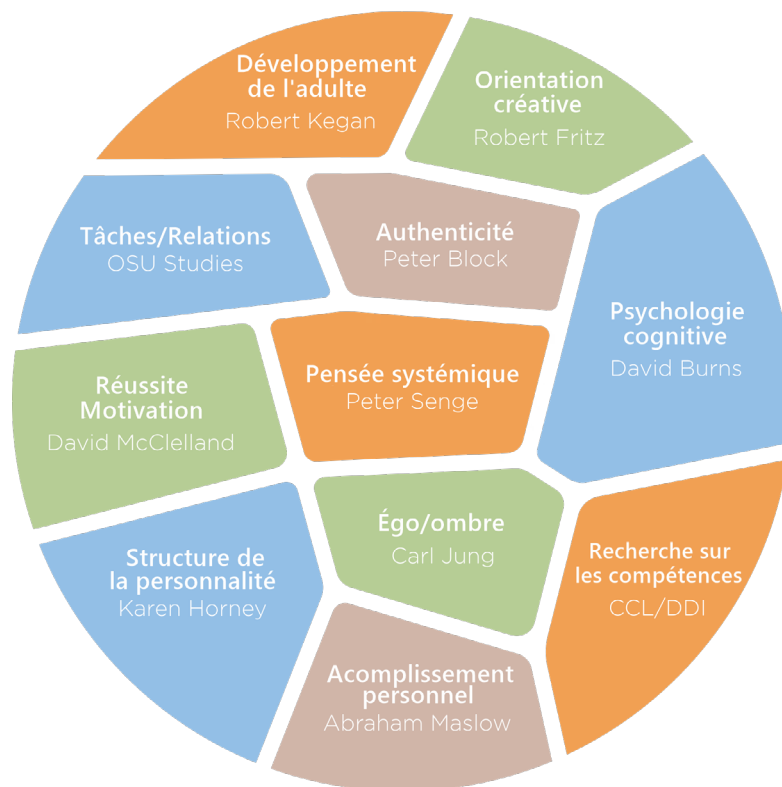 Développement
de l'adulte
Robert Kegan
Orientation
créative
Robert Fritz
Tâches/Relations
OSU Studies
Authenticité
Peter Block
Psychologie
cognitive
David Burns
Réussite
Motivation
David McClelland
Pensée systémique
Peter Senge
Égo/ombre
Carl Jung
Structure de
la personnalité
Karen Horney
Recherche sur
les compétences
CCL/DDI
Acomplissement
personnel
Abraham Maslow